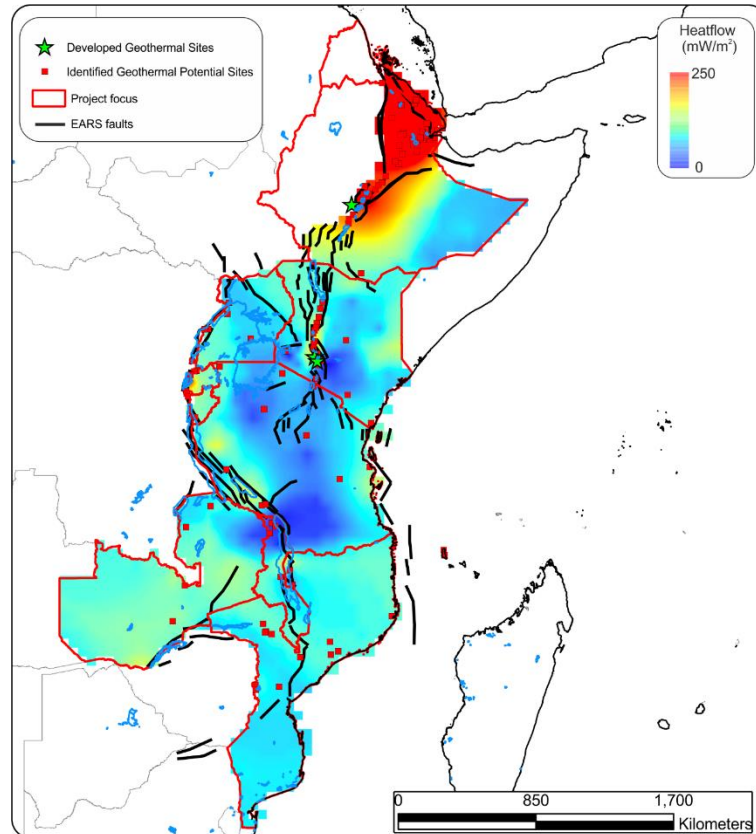 Developed Geothermal Sites
Identified Geothermal Potential Sites
Project focus
EARS faults
Heatflow
(mW/m²)
250
0
0 850 1,700
Kilometers